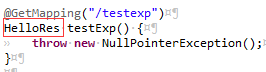 @GetMapping("/testexp")¤¶
HelloRes testExp() {¤¶
» throw new NullPointerException();¤¶
}¤¶